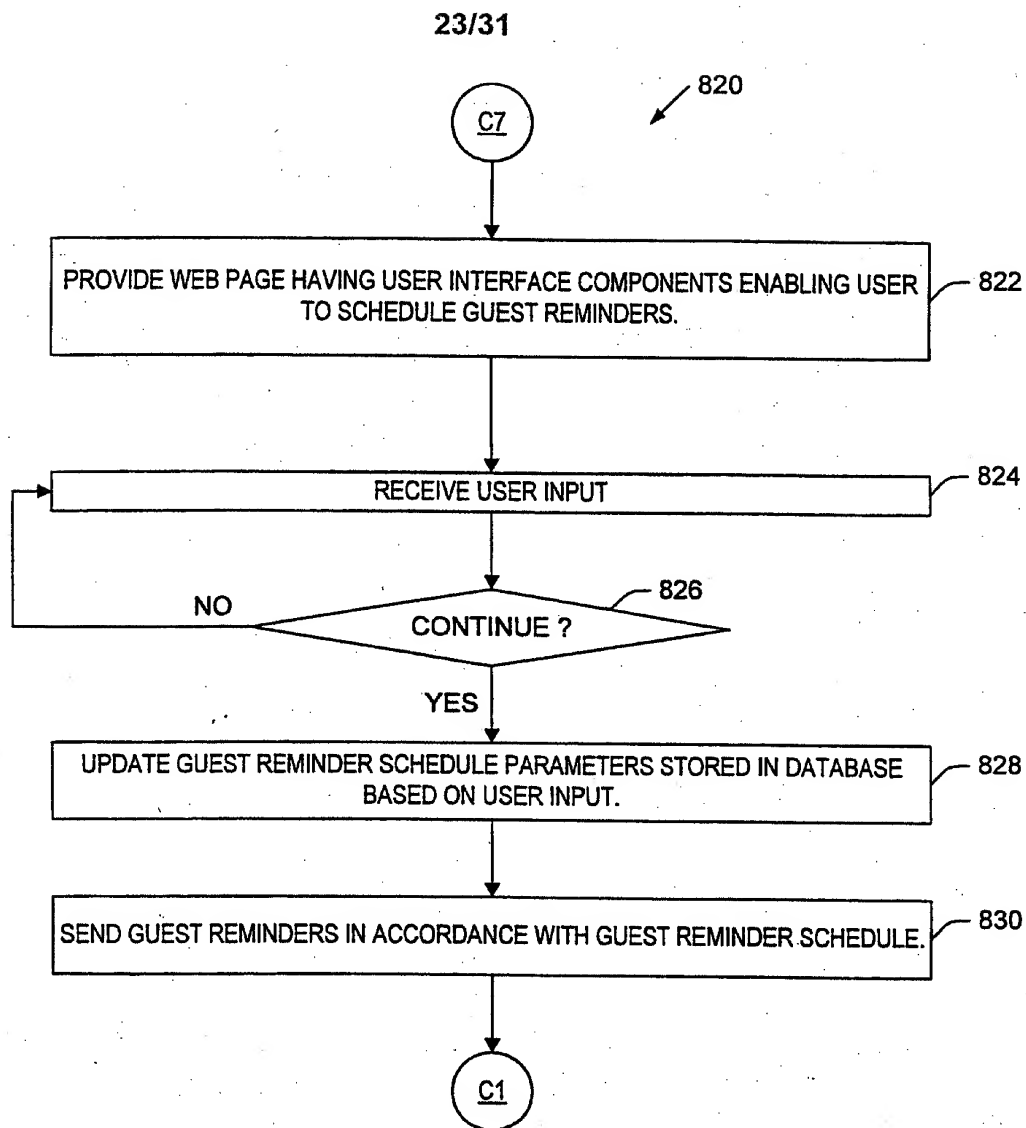 23/31
820
C7
PROVIDE WEB PAGE HAVING USER INTERFACE COMPONENTS ENABLING USER
TO SCHEDULE GUEST REMINDERS.
822
RECEIVE USER INPUT
824
826
NO
CONTINUE ?
YES
UPDATE GUEST REMINDER SCHEDULE PARAMETERS STORED IN DATABASE
BASED ON USER INPUT.
828
SEND GUEST REMINDERS IN ACCORDANCE WITH GUEST REMINDER SCHEDULE.
830
C1